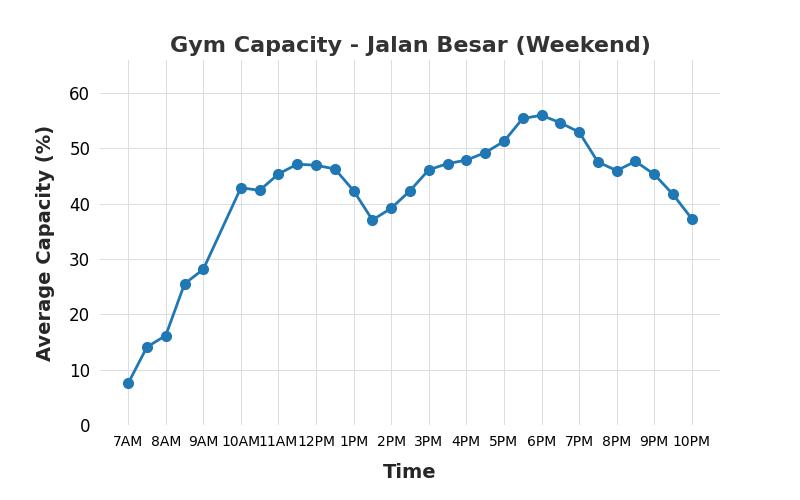 Gym Capacity - Jalan Besar (Weekend)
Average Capacity (%)
60
50
40
30
20
10
0
7AM 8AM 9AM 10AM 11AM 12PM 1PM 2PM 3PM 4PM 5PM 6PM 7PM 8PM 9PM 10PM
Time